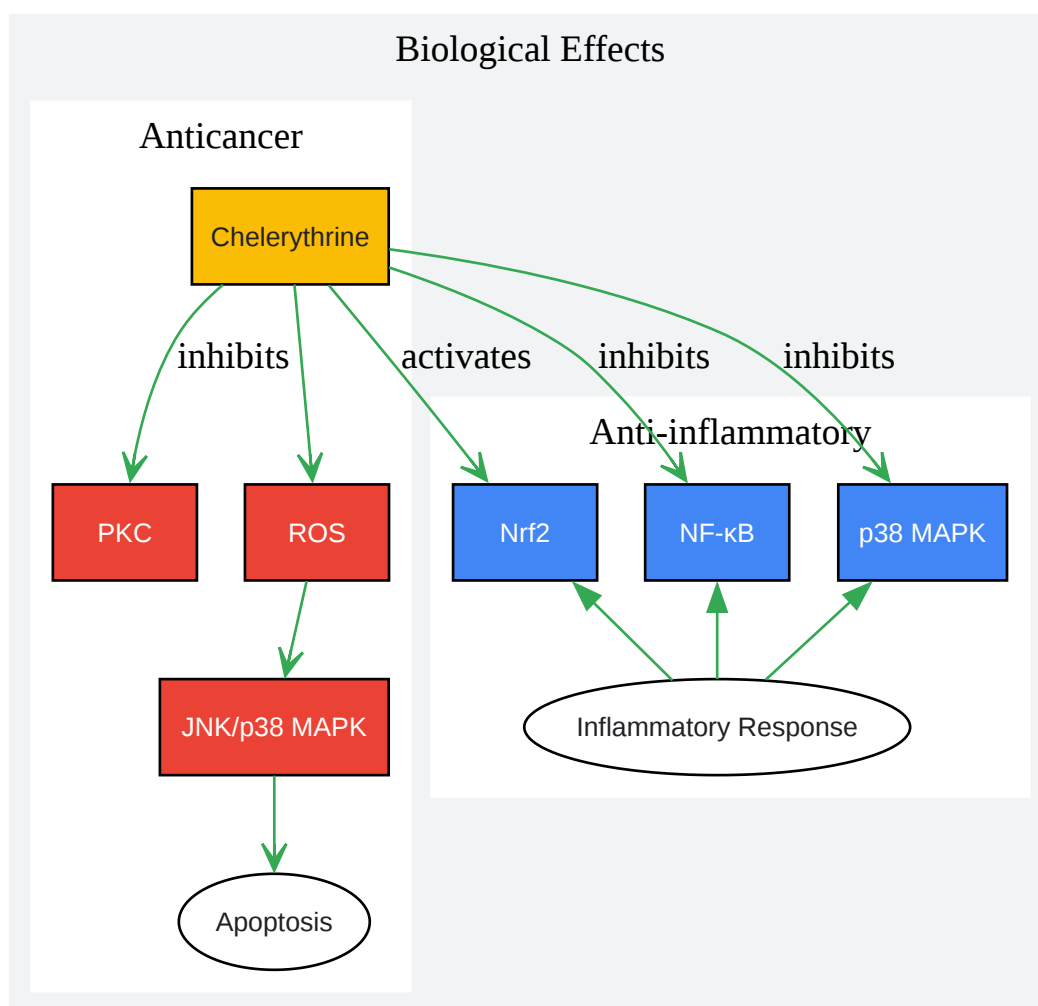 Biological Effects
Anticancer
Chelerythrine
inhibits
activates
inhibits
inhibits
Anti-inflammatory
PKC
ROS
Nrf2
NF-κB
p38 MAPK
JNK/p38 MAPK
Inflammatory Response
Apoptosis